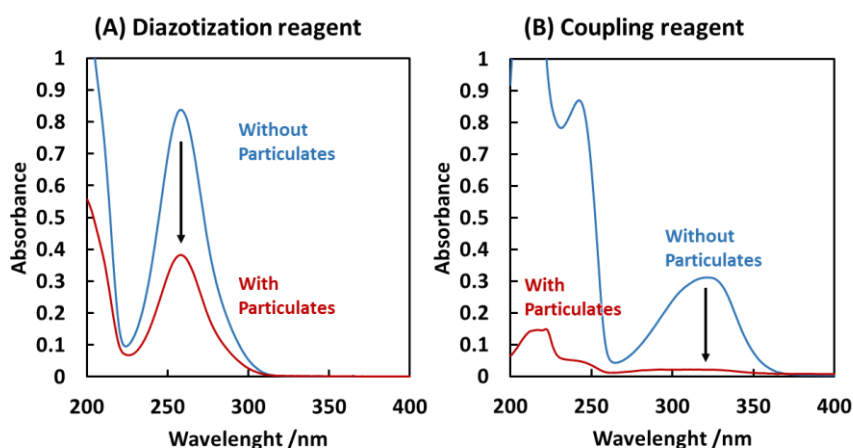 (A) Diazotization reagent
1
0.9
0.8
0.7
0.6
0.5
0.4
0.3
0.2
0.1
0
Absorbance
Without
Particulates
With
Particulates
200
250
300
350
400
Wavelenght /nm
(B) Coupling reagent
1
0.9
0.8
0.7
0.6
0.5
0.4
0.3
0.2
0.1
0
Absorbance
Without
Particulates
With
Particulates
200
250
300
350
400
Wavelenght /nm